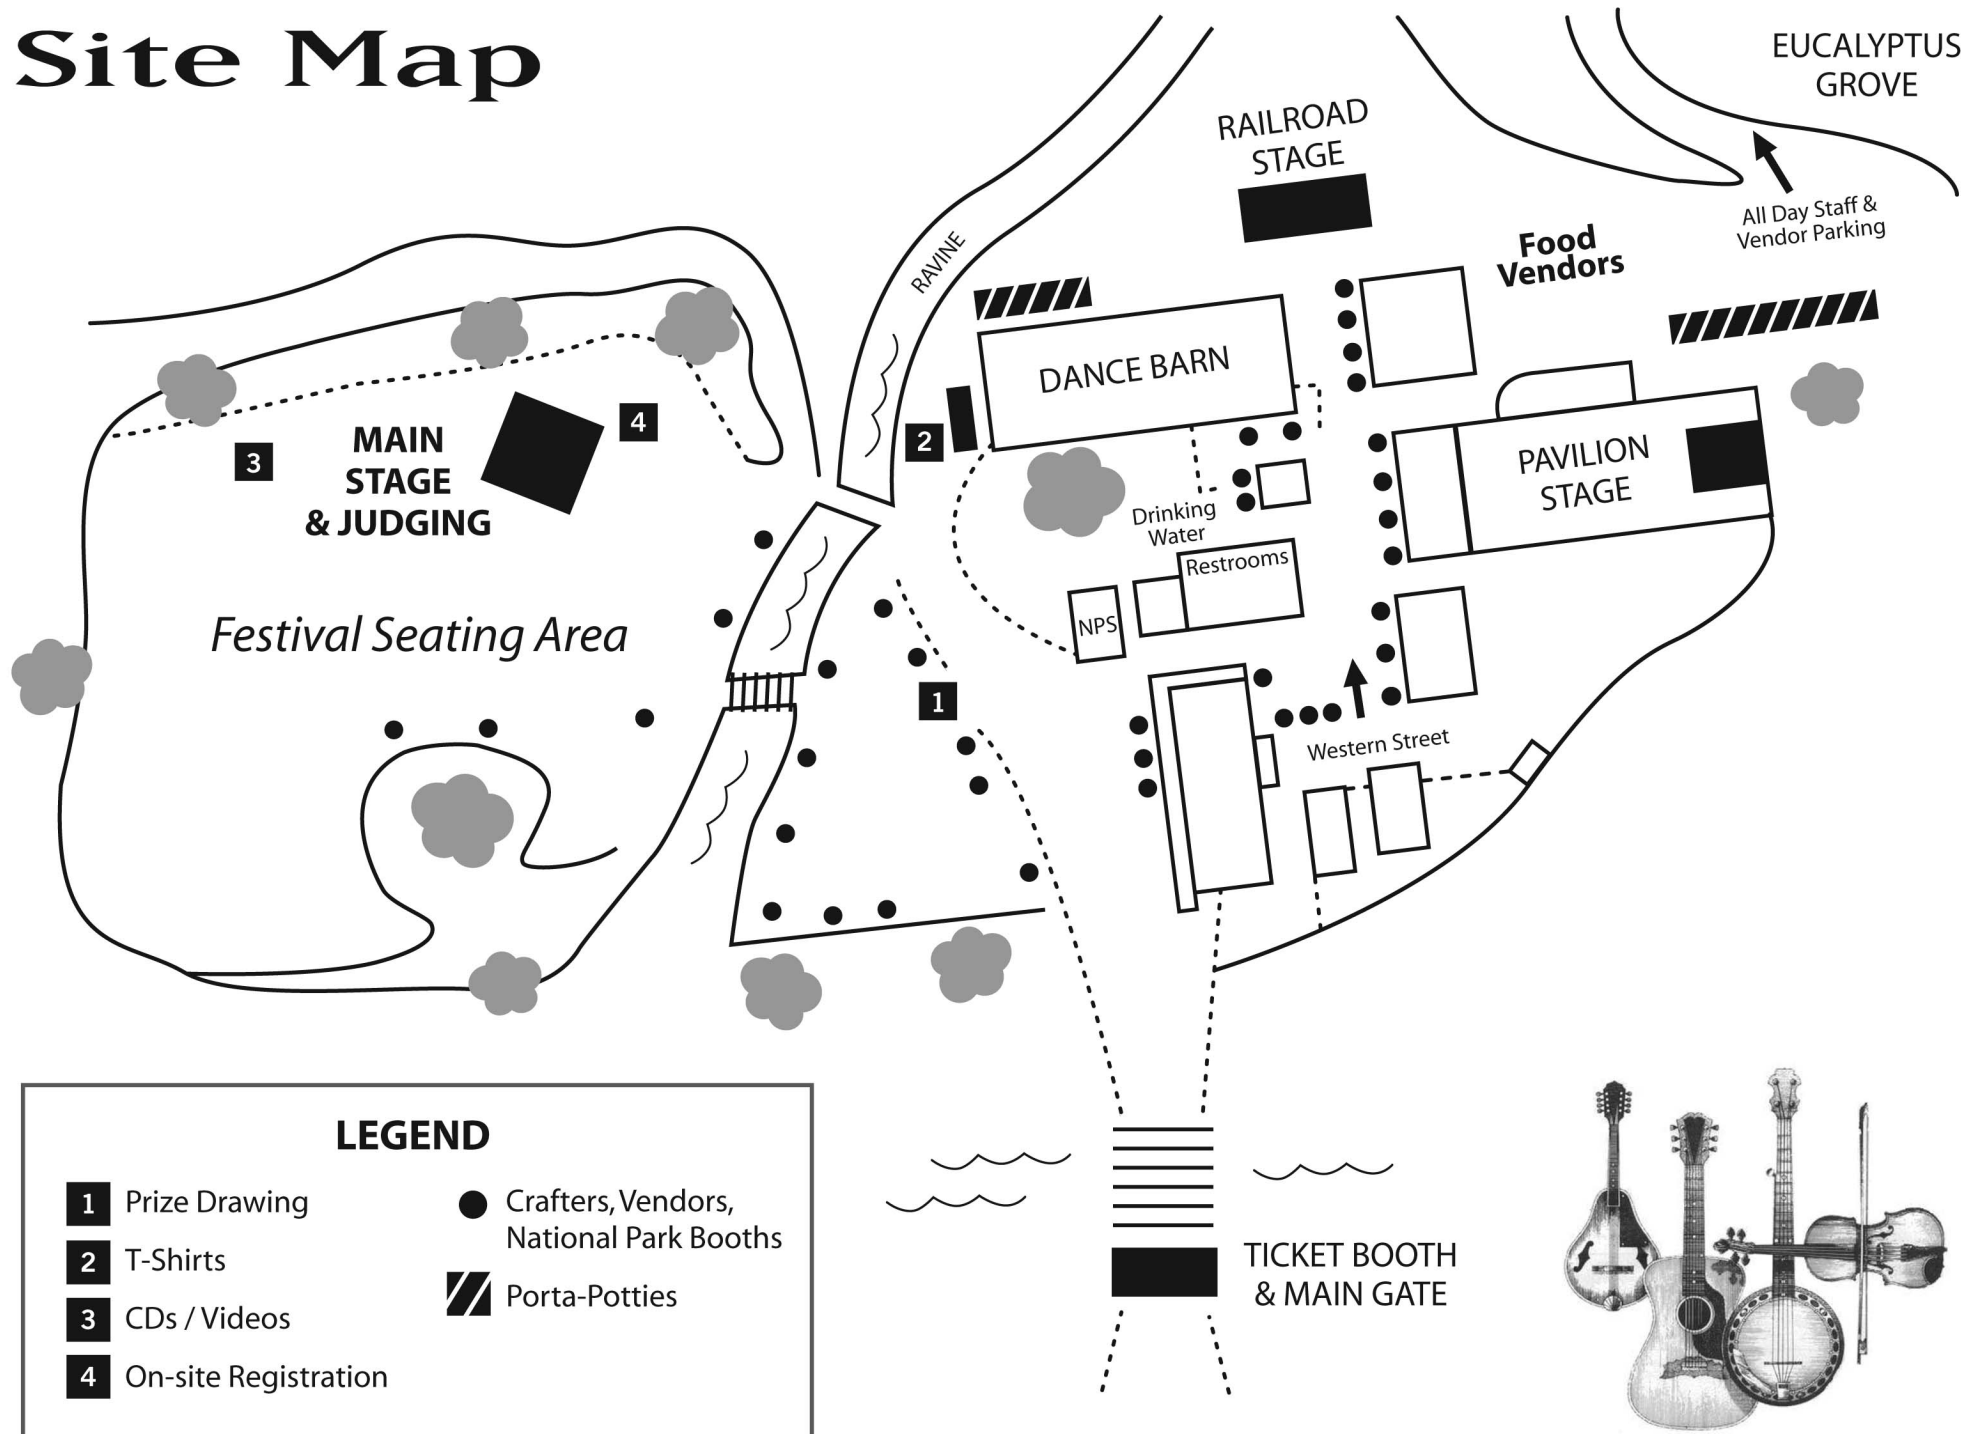 Site Map
EUCALYPTUS
GROVE
RAILROAD
STAGE
All Day Staff &
Vendor Parking
Food
Vendors
RAVINE
DANCE BARN
2
4
3
MAIN
STAGE
& JUDGING
PAVILION
STAGE
Drinking
Water
Restrooms
NPS
Festival Seating Area
1
Western Street
LEGEND
1 Prize Drawing
2 T-Shirts
3 CDs / Videos
4 On-site Registration
Crafters, Vendors,
National Park Booths
Porta-Potties
TICKET BOOTH
& MAIN GATE